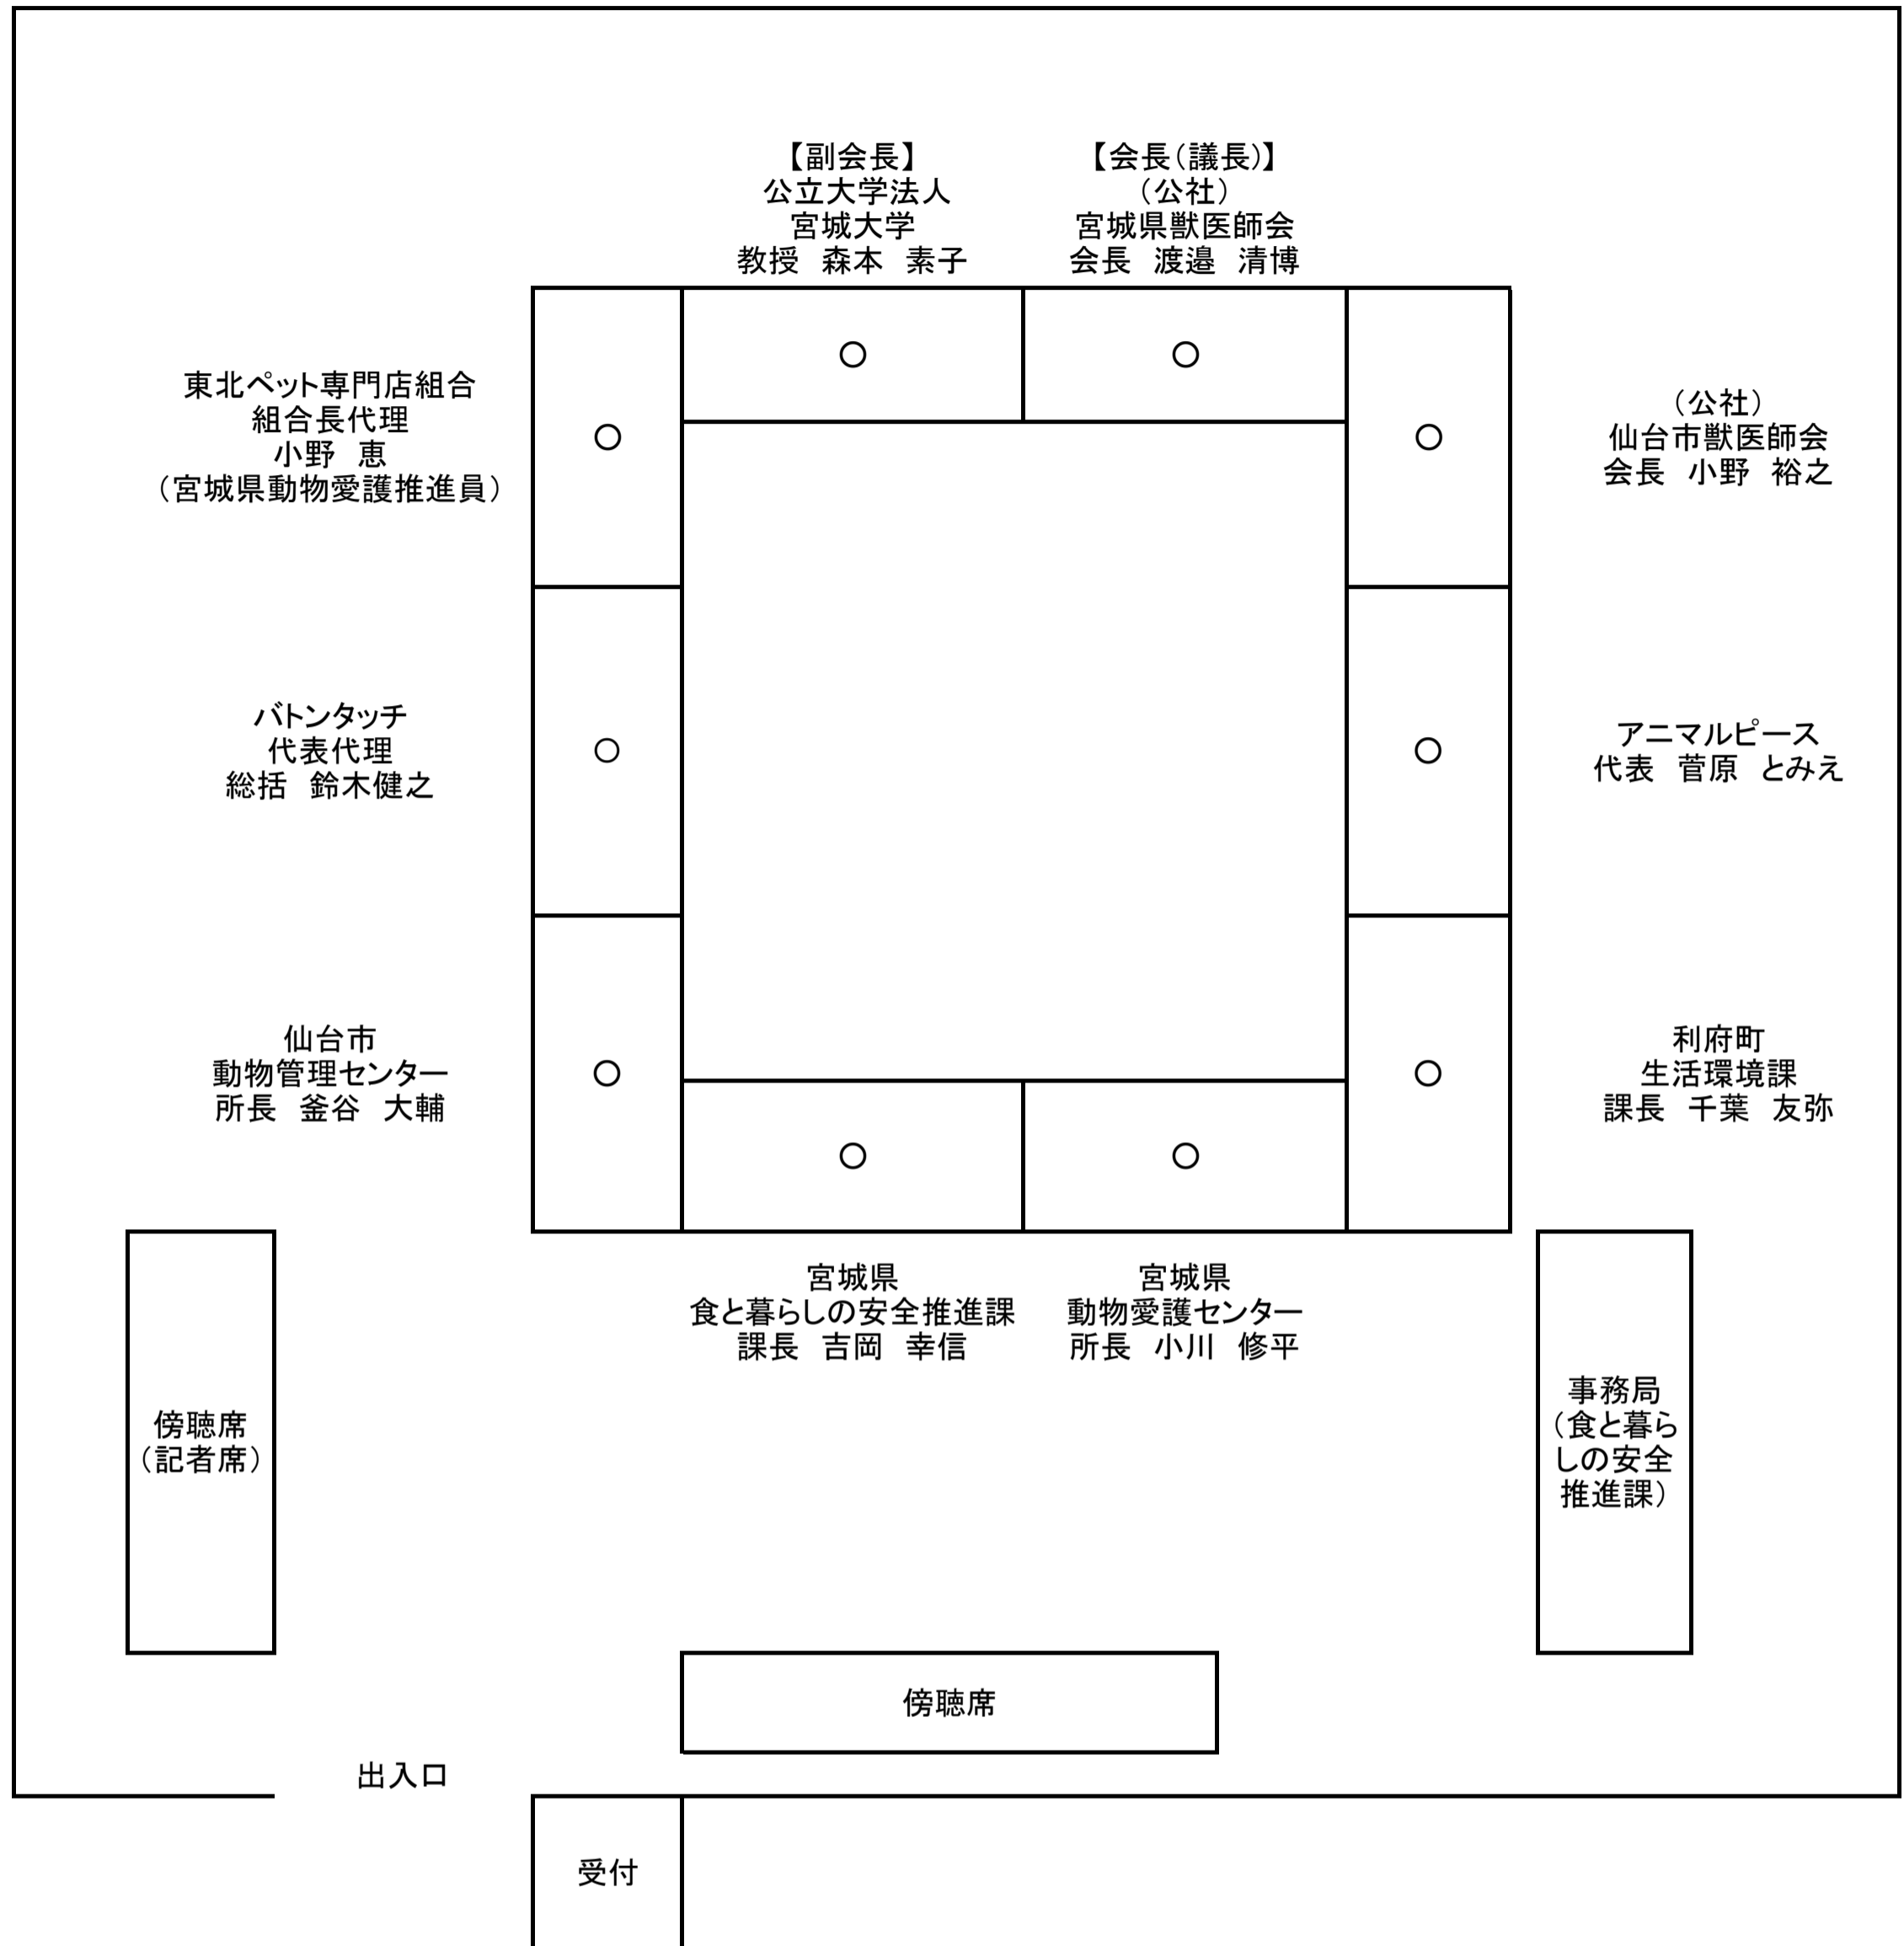 【副会長】
公立大学法人
宮城大学
教授　森本　素子
【会長（議長）】
（公社）
宮城県獣医師会
会長　渡邉　清博
東北ペット専門店組合
組合長代理
小野　恵
（宮城県動物愛護推進員）
（公社）
仙台市獣医師会
会長　小野　裕之
バトンタッチ
代表代理
総括　鈴木健之
アニマルピース
代表　菅原　とみえ
仙台市
動物管理センター
所長　釜谷　大輔
利府町
生活環境課
課長　千葉　友弥
宮城県
食と暮らしの安全推進課
課長　吉岡　幸信
宮城県
動物愛護センター
所長　小川　修平
傍聴席
（記者席）
事務局
（食と暮ら
しの安全
推進課）
傍聴席
出入口
受付